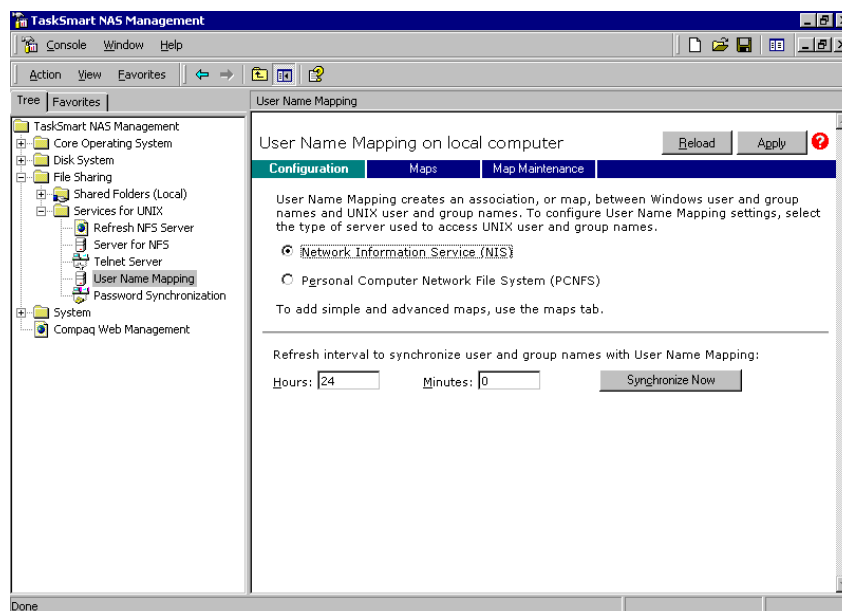 TaskSmart NAS Management
Console Window Help
Action View Favorites
Tree Favorites
User Name Mapping
TaskSmart NAS Management
Core Operating System
Disk System
File Sharing
Shared Folders (Local)
Services for UNIX
Refresh NFS Server
Server for NFS
Telnet Server
User Name Mapping
Password Synchronization
System
Compaq Web Management
User Name Mapping on local computer
Reload
Apply
?
Configuration Maps Map Maintenance
User Name Mapping creates an association, or map, between Windows user and group
names and UNIX user and group names. To configure User Name Mapping settings, select
the type of server used to access UNIX user and group names.
Network Information Service (NIS)
Personal Computer Network File System (PCNFS)
To add simple and advanced maps, use the maps tab.
Refresh interval to synchronize user and group names with User Name Mapping:
Hours: 24 Minutes: 0 Synchronize Now
Done